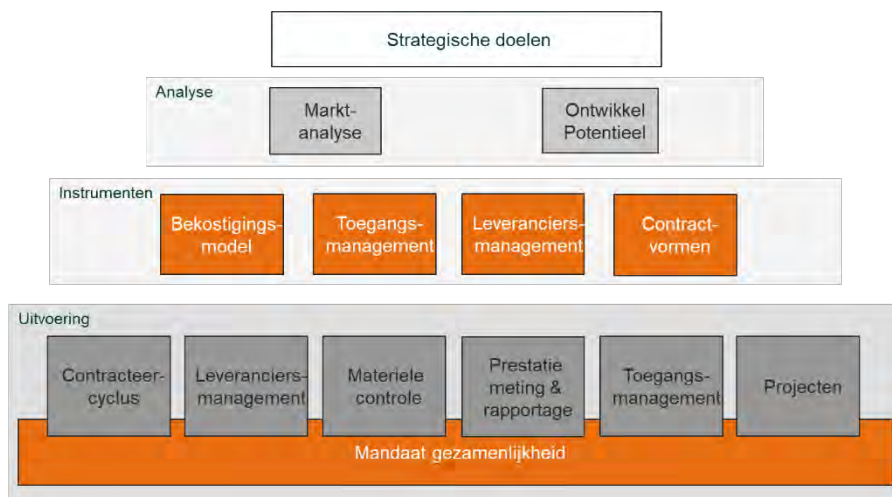 Strategische doelen
Analyse
Markt-
analyse
Ontwikkel
Potentieel
Instrumenten
Bekostigings-
model
Toegangs-
management
Leveranciers-
management
Contract-
vormen
Uitvoering
Contracteer-
cyclus
Leveranciers-
management
Materiele
controle
Prestatie
meting &
rapportage
Toegangs-
management
Projecten
Mandaat gezamenlijkheid